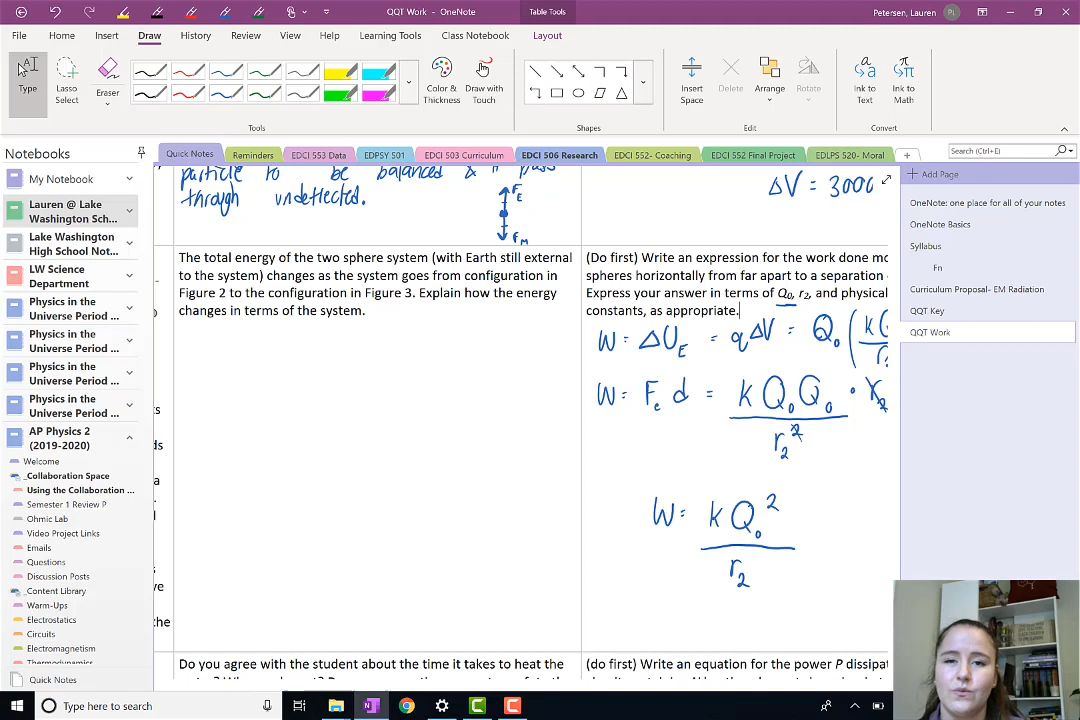 QQT Work - OneNote
Table Tools
Petersen, Lauren
PL
File
Home
Insert
Draw
History
Review
View
Help
Learning Tools
Class Notebook
Layout
Type
Lasso
Select
Eraser
Color &
Thickness
Draw with
Touch
Insert
Space
Delete
Arrange
Rotate
Ink to
Text
Ink to
Math
Tools
Shapes
Edit
Convert
Notebooks
Quick Notes
Reminders
EDCI 553 Data
EDPSY 501
EDCI 503 Curriculum
EDCI 506 Research
EDCI 552- Coaching
EDCI 552 Final Project
EDLPS 520- Moral
Search (Ctrl+E)
My Notebook
Lauren @ Lake
Washington Sch...
Lake Washington
High School Not...
LW Science
Department
Physics in the
Universe Period ...
Physics in the
Universe Period ...
Physics in the
Universe Period ...
Physics in the
Universe Period ...
AP Physics 2
(2019-2020)
Welcome
_Collaboration Space
Using the Collaboration ...
Semester 1 Review P
Ohmic Lab
Video Project Links
Emails
Questions
Discussion Posts
_Content Library
Warm-Ups
Electrostatics
Circuits
Electromagnetism
Thermodynamics
Quick Notes
particle to be balanced & pass
through undeflected.
F_E
F_M
ΔV = 3000
The total energy of the two sphere system (with Earth still external
to the system) changes as the system goes from configuration in
Figure 2 to the configuration in Figure 3. Explain how the energy
changes in terms of the system.
(Do first) Write an expression for the work done mo
spheres horizontally from far apart to a separation
Express your answer in terms of Q₀, r₂, and physical
constants, as appropriate.
W = ΔU_E = qΔV = Q₀ (k
W = F_e d = k Q₀ Q₀ / r₂² · r₂
W = k Q₀² / r₂
Do you agree with the student about the time it takes to heat the
(do first) Write an equation for the power P dissipat
Add Page
OneNote: one place for all of your notes
OneNote Basics
Syllabus
Fn
Curriculum Proposal- EM Radiation
QQT Key
QQT Work
Type here to search